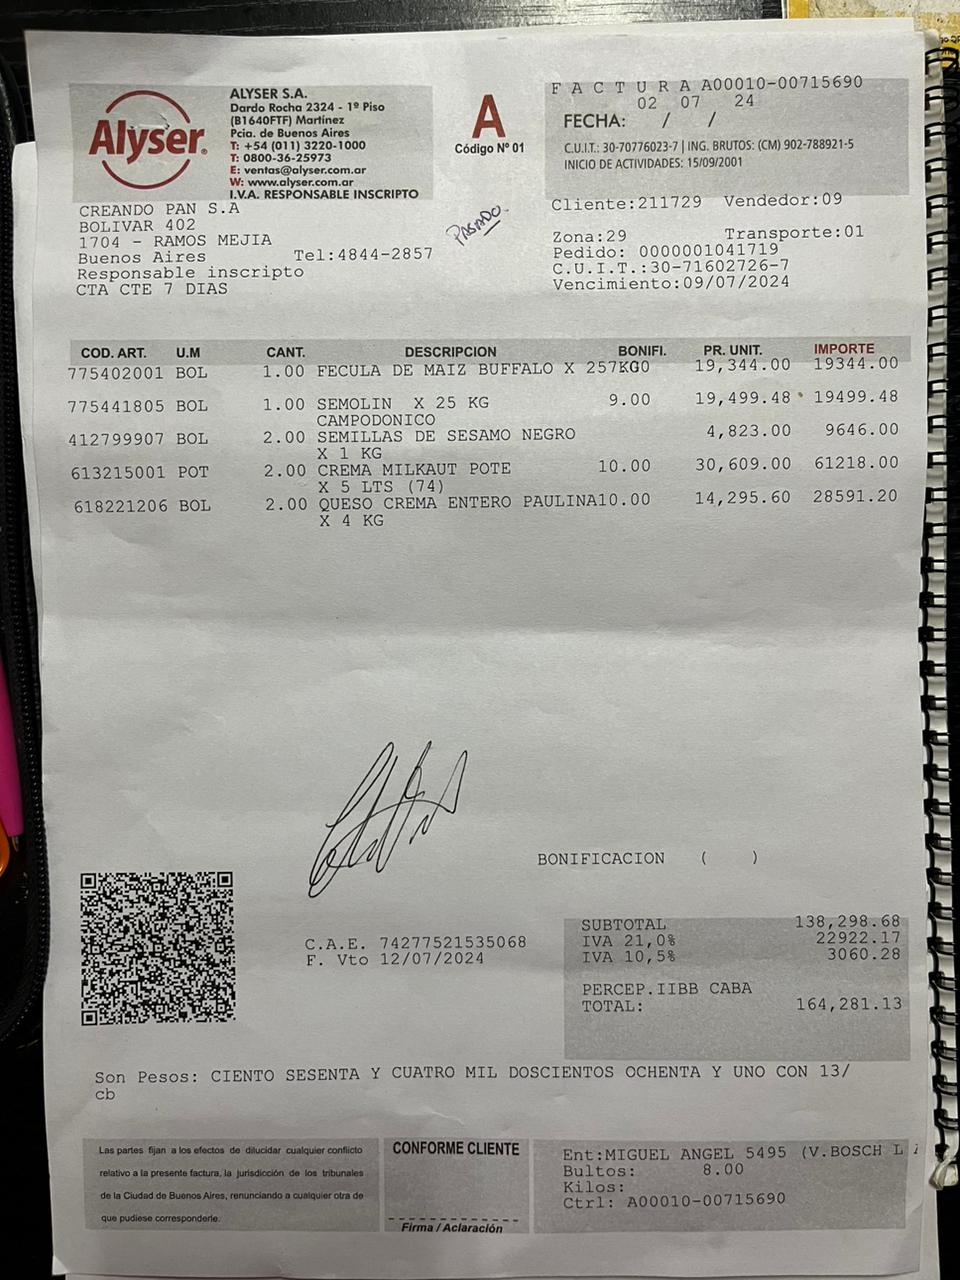 Alyser.
ALYSER S.A.
Dardo Rocha 2324 - 1º Piso
(B1640FTF) Martínez
Pcia. de Buenos Aires
T: +54 (011) 3220-1000
T: 0800-36-25973
E: ventas@alyser.com.ar
W: www.alyser.com.ar
I.V.A. RESPONSABLE INSCRIPTO
A
Código Nº 01
F A C T U R A A00010-00715690
02 07 24
FECHA: / /
C.U.I.T.: 30-70776023-7 | ING. BRUTOS: (CM) 902-788921-5
INICIO DE ACTIVIDADES: 15/09/2001
CREANDO PAN S.A
BOLIVAR 402
1704 - RAMOS MEJIA
Buenos Aires Tel:4844-2857
Responsable inscripto
CTA CTE 7 DIAS
PASADO
Cliente:211729 Vendedor:09
Zona:29 Transporte:01
Pedido: 0000001041719
C.U.I.T.:30-71602726-7
Vencimiento:09/07/2024
COD. ART. U.M CANT. DESCRIPCION BONIFI. PR. UNIT. IMPORTE
775402001 BOL 1.00 FECULA DE MAIZ BUFFALO X 257KG0 19,344.00 19344.00
775441805 BOL 1.00 SEMOLIN X 25 KG 9.00 19,499.48 19499.48
CAMPODONICO
412799907 BOL 2.00 SEMILLAS DE SESAMO NEGRO 4,823.00 9646.00
X 1 KG
613215001 POT 2.00 CREMA MILKAUT POTE 10.00 30,609.00 61218.00
X 5 LTS (74)
618221206 BOL 2.00 QUESO CREMA ENTERO PAULINA10.00 14,295.60 28591.20
X 4 KG
BONIFICACION ( )
C.A.E. 74277521535068
F. Vto 12/07/2024
SUBTOTAL 138,298.68
IVA 21,0% 22922.17
IVA 10,5% 3060.28
PERCEP.IIBB CABA
TOTAL: 164,281.13
Son Pesos: CIENTO SESENTA Y CUATRO MIL DOSCIENTOS OCHENTA Y UNO CON 13/
cb
Las partes fijan a los efectos de dilucidar cualquier conflicto
relativo a la presente factura, la jurisdicción de los tribunales
de la Ciudad de Buenos Aires, renunciando a cualquier otra de
que pudiese corresponderle.
CONFORME CLIENTE
Firma / Aclaración
Ent:MIGUEL ANGEL 5495 (V.BOSCH L
Bultos: 8.00
Kilos:
Ctrl: A00010-00715690